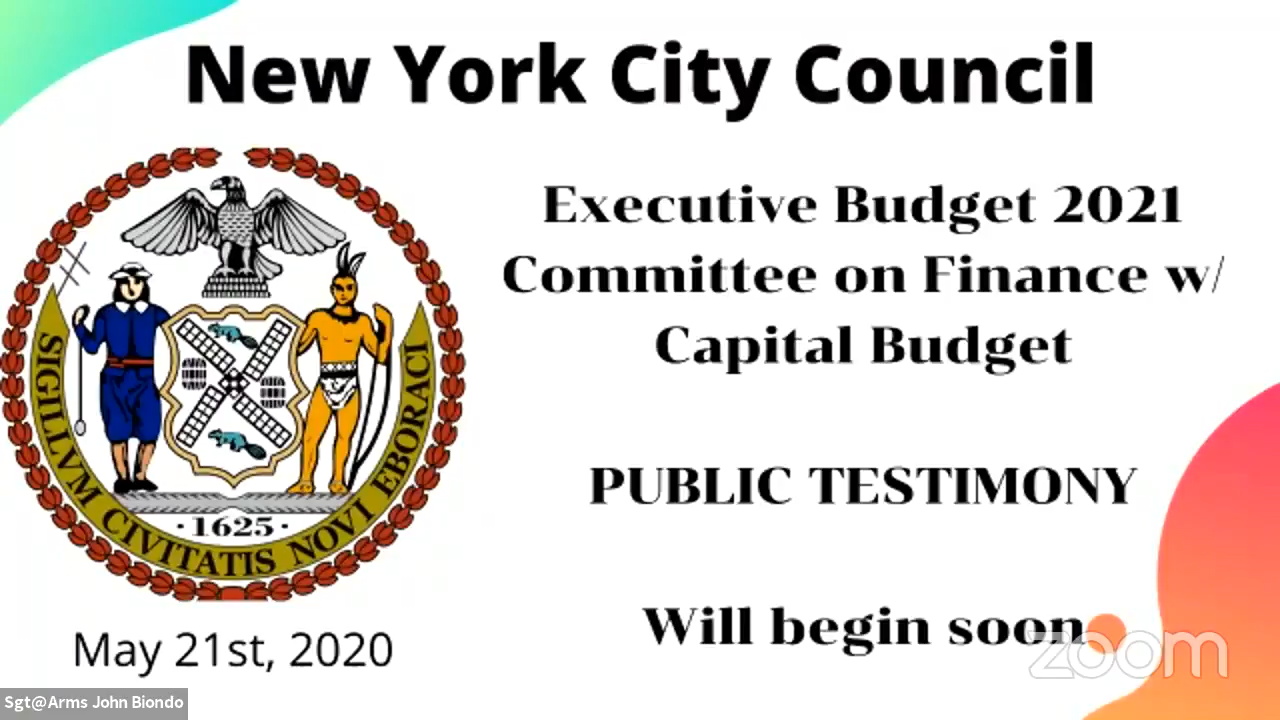 New York City Council
Executive Budget 2021
Committee on Finance w/
Capital Budget
PUBLIC TESTIMONY
Will begin soon
SIGILLVM CIVITATIS NOVI EBORACI
· 1625 ·
May 21st, 2020
zoom
Sgt@Arms John Biondo